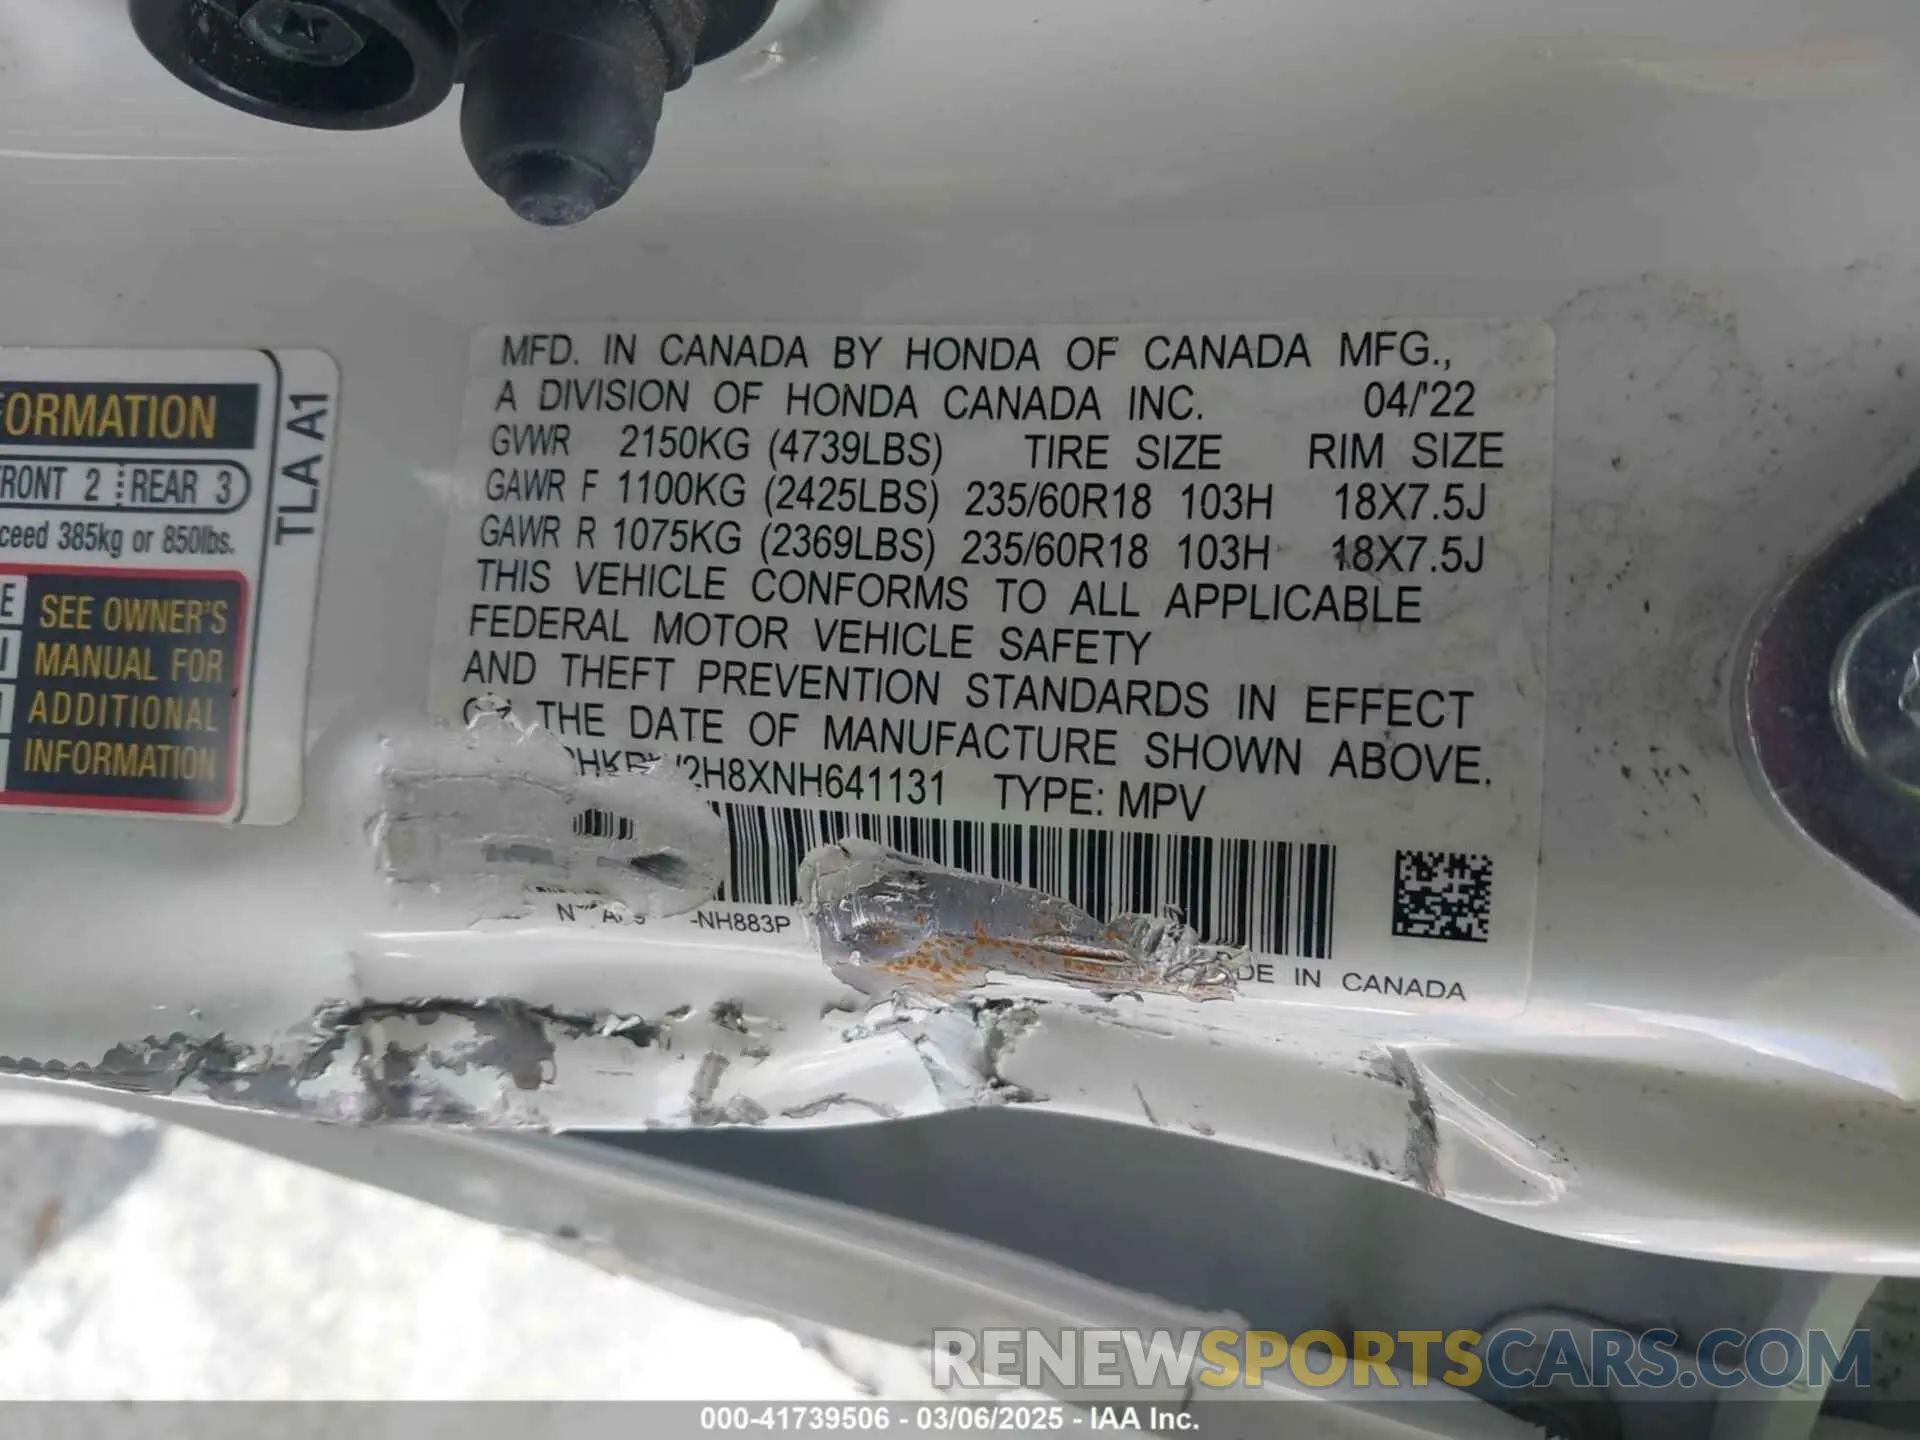 FORMATION
FRONT 2 REAR 3
ceed 385kg or 850lbs.
SEE OWNER'S
MANUAL FOR
ADDITIONAL
INFORMATION
TLA A1
MFD. IN CANADA BY HONDA OF CANADA MFG.,
A DIVISION OF HONDA CANADA INC. 04/'22
GVWR 2150KG (4739LBS) TIRE SIZE RIM SIZE
GAWR F 1100KG (2425LBS) 235/60R18 103H 18X7.5J
GAWR R 1075KG (2369LBS) 235/60R18 103H 18X7.5J
THIS VEHICLE CONFORMS TO ALL APPLICABLE
FEDERAL MOTOR VEHICLE SAFETY
AND THEFT PREVENTION STANDARDS IN EFFECT
ON THE DATE OF MANUFACTURE SHOWN ABOVE.
2H8XNH641131 TYPE: MPV
-NH883P
DE IN CANADA
RENEWSPORTSCARS.COM
000-41739506 - 03/06/2025 - IAA Inc.